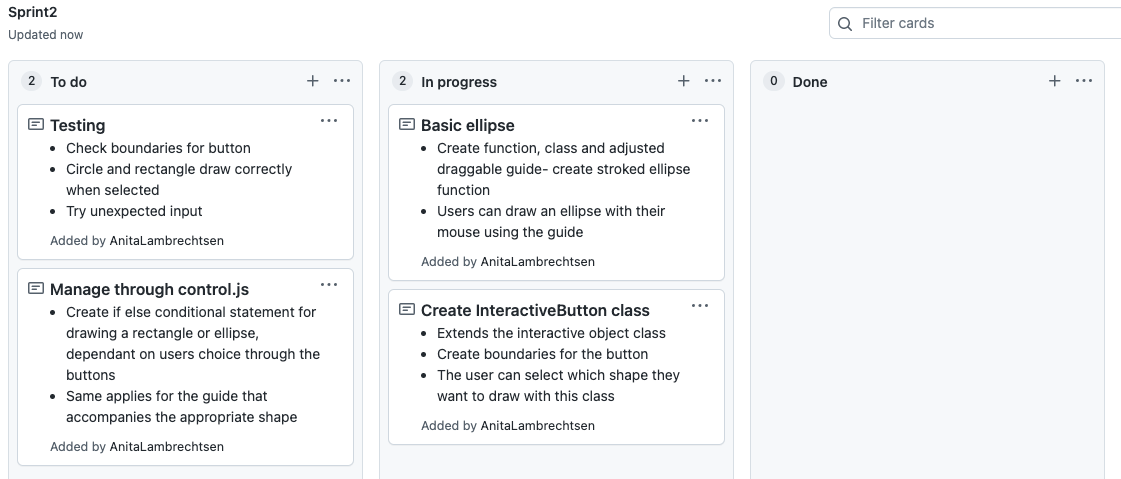 Sprint2
Updated now
Filter cards
2 To do
Testing
Check boundaries for button
Circle and rectangle draw correctly
when selected
Try unexpected input
Added by AnitaLambrechtsen
Manage through control.js
Create if else conditional statement for
drawing a rectangle or ellipse,
dependant on users choice through the
buttons
Same applies for the guide that
accompanies the appropriate shape
Added by AnitaLambrechtsen
2 In progress
Basic ellipse
Create function, class and adjusted
draggable guide- create stroked ellipse
function
Users can draw an ellipse with their
mouse using the guide
Added by AnitaLambrechtsen
Create InteractiveButton class
Extends the interactive object class
Create boundaries for the button
The user can select which shape they
want to draw with this class
Added by AnitaLambrechtsen
0 Done